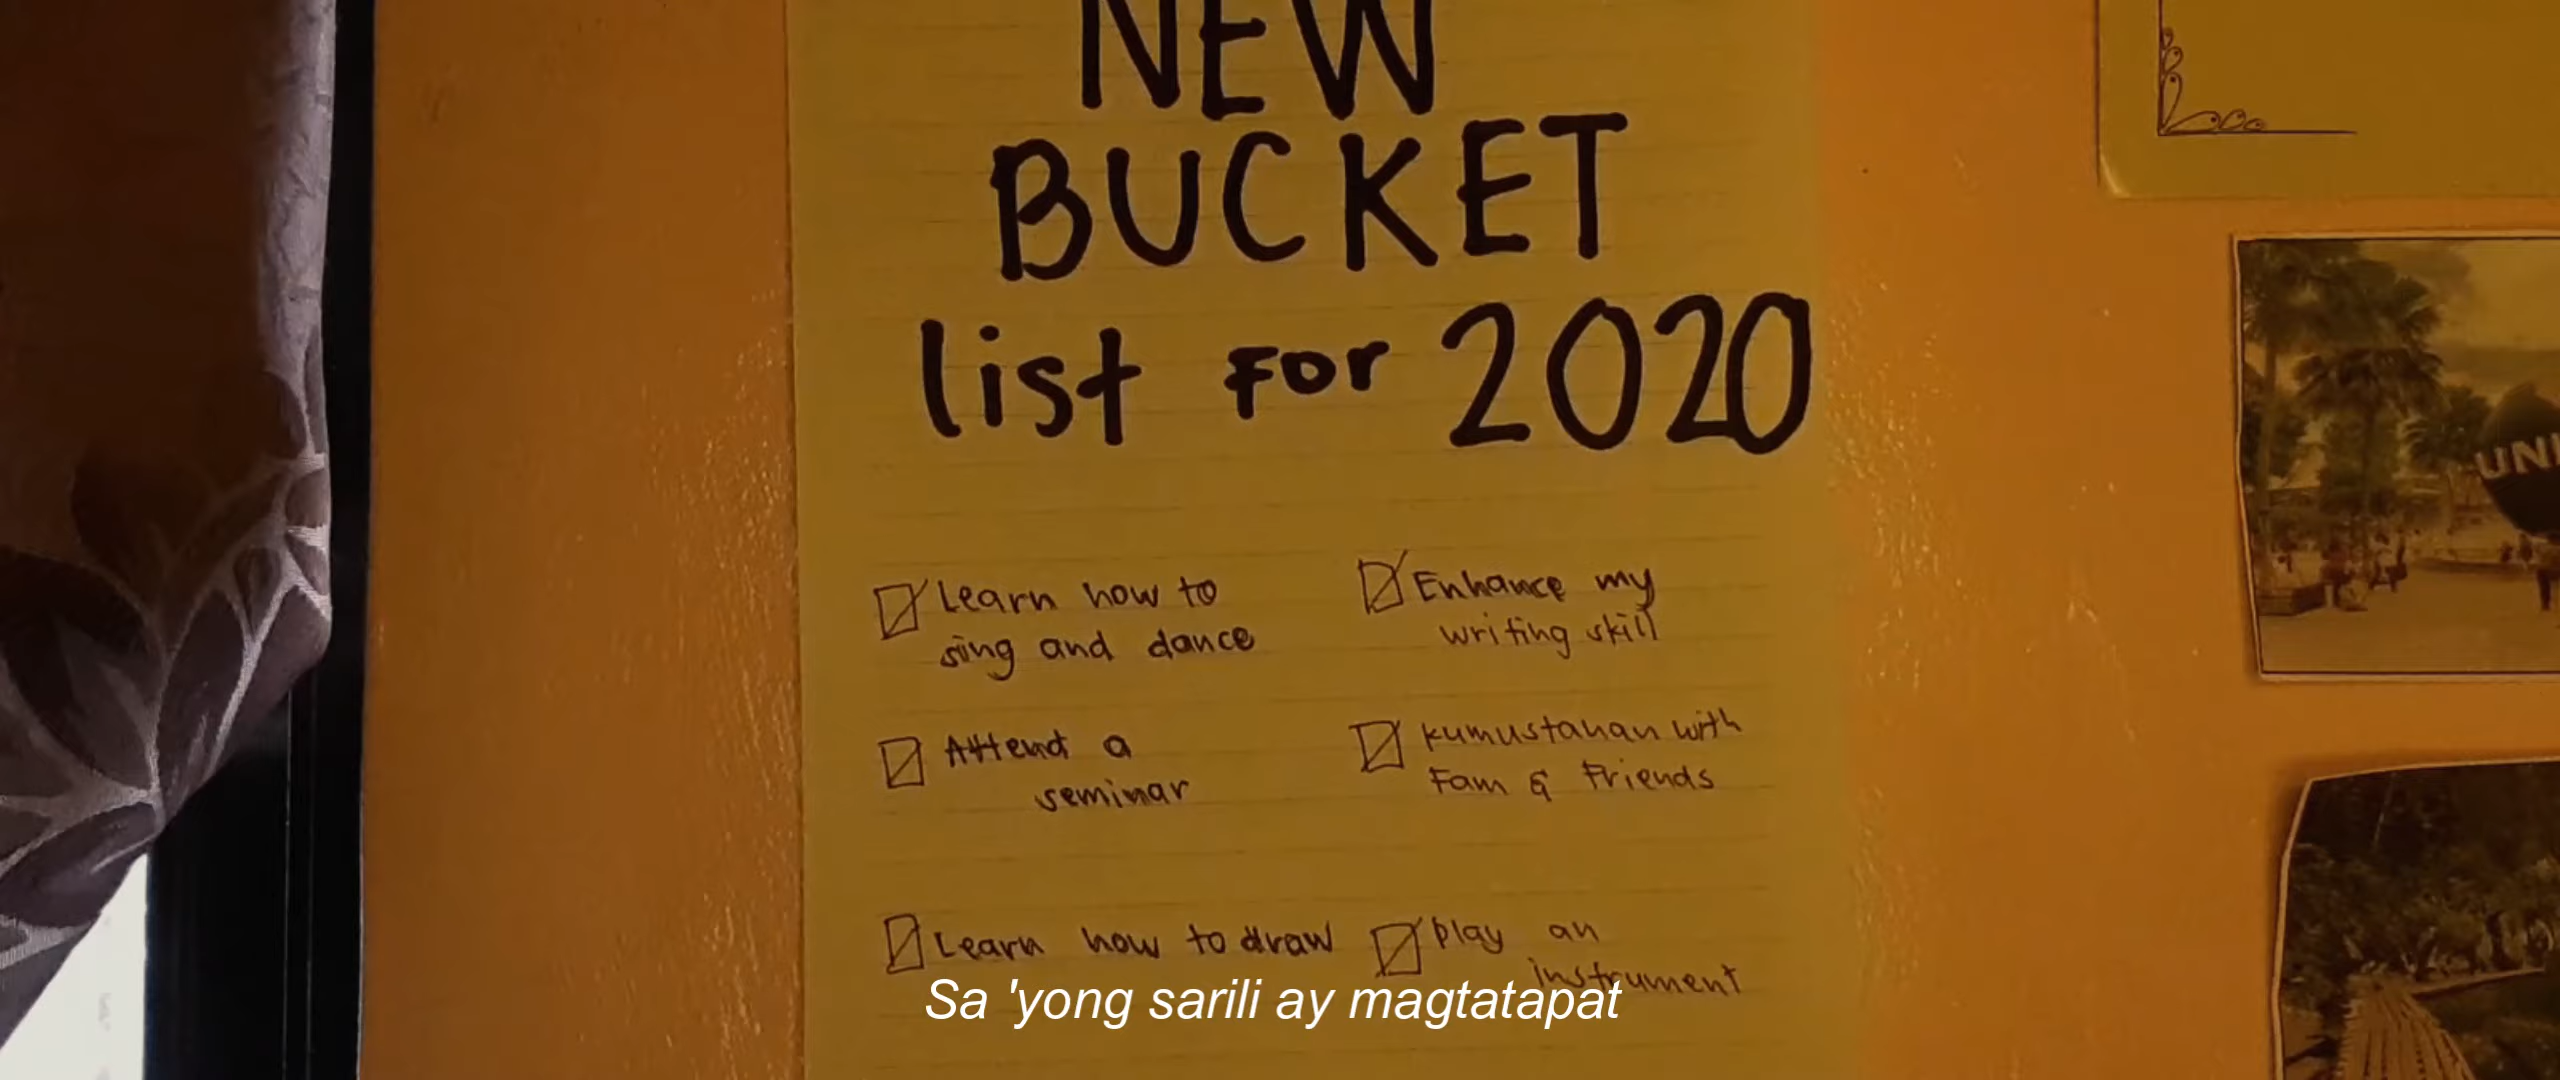 NEW
BUCKET
list For 2020
Learn how to
sing and dance
Enhance my
writing skill
Attend a
seminar
kumustahan with
Fam & Friends
Learn how to draw
Play an
instrument
UNI
Sa 'yong sarili ay magtatapat